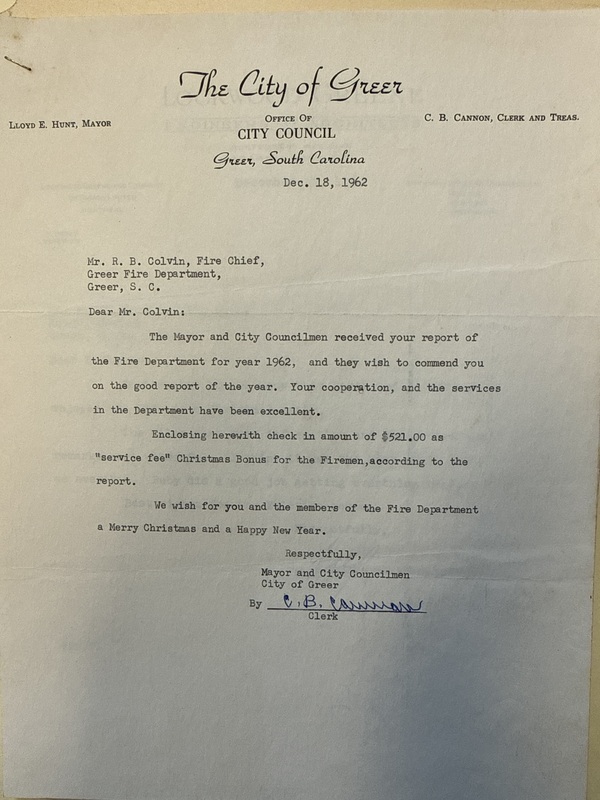 The City of Greer
Lloyd E. Hunt, Mayor
Office Of
C. B. Cannon, Clerk and Treas.
CITY COUNCIL
Greer, South Carolina
Dec. 18, 1962
Mr. R. B. Colvin, Fire Chief,
Greer Fire Department,
Greer, S. C.
Dear Mr. Colvin:
The Mayor and City Councilmen received your report of
the Fire Department for year 1962, and they wish to commend you
on the good report of the year. Your cooperation, and the services
in the Department have been excellent.
Enclosing herewith check in amount of $521.00 as
"service fee" Christmas Bonus for the Firemen,according to the
report.
We wish for you and the members of the Fire Department
a Merry Christmas and a Happy New Year.
Respectfully,
Mayor and City Councilmen
City of Greer
By C. B. Cannon
Clerk